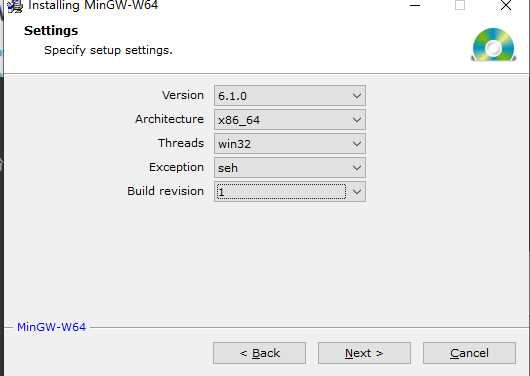 Installing MinGW-W64
Settings
Specify setup settings.
Version 6.1.0
Architecture x86_64
Threads win32
Exception seh
Build revision 1
MinGW-W64
< Back Next > Cancel